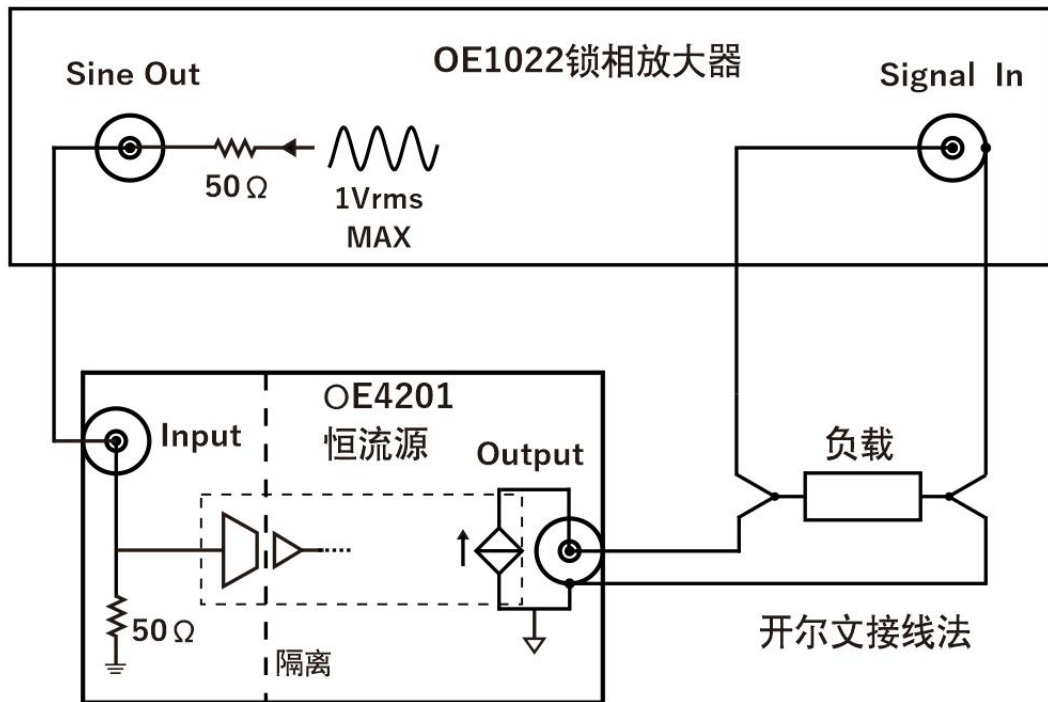 OE1022锁相放大器
Sine Out
Signal In
50Ω
1Vrms
MAX
OE4201
恒流源
Input
Output
负载
50Ω
隔离
开尔文接线法